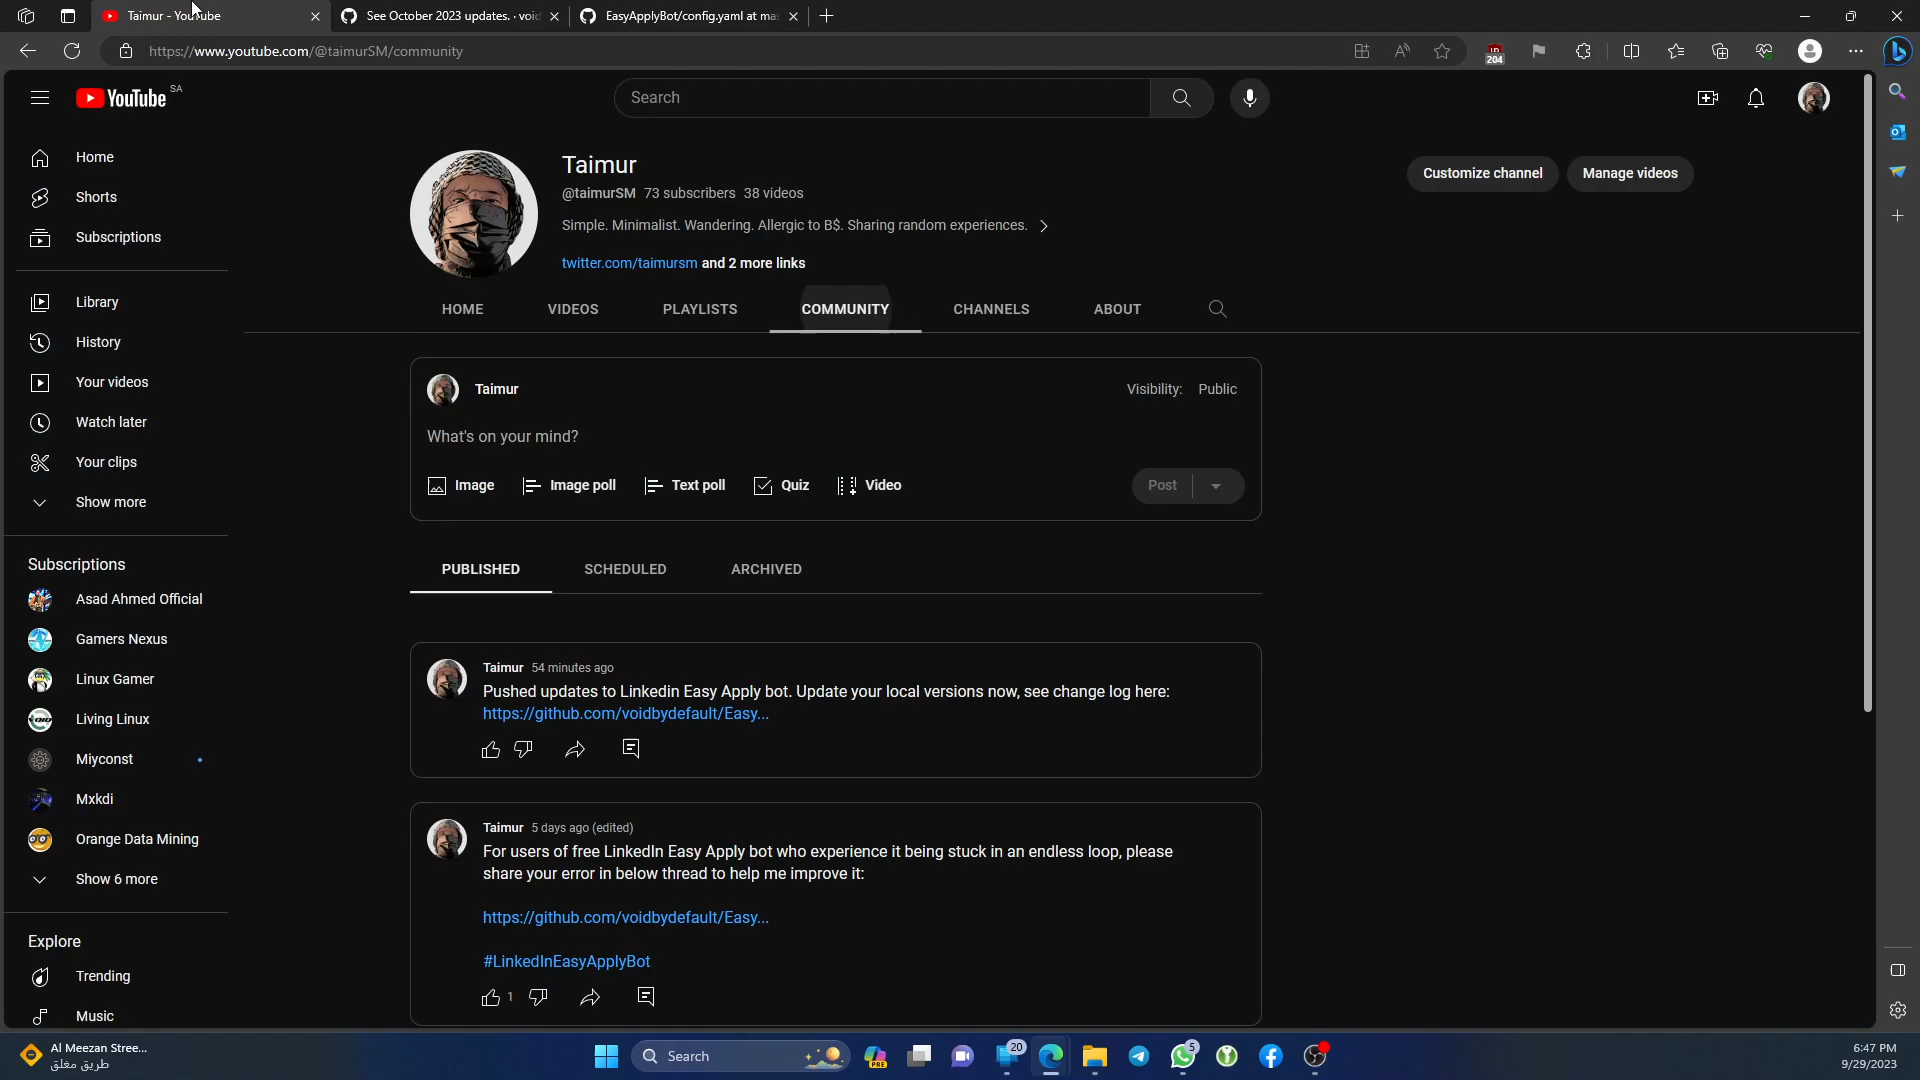 Taimur - YouTube
See October 2023 updates. · void
EasyApplyBot/config.yaml at mas
https://www.youtube.com/@taimurSM/community
204
YouTube SA
Search
Home
Shorts
Subscriptions
Library
History
Your videos
Watch later
Your clips
Show more
Subscriptions
Asad Ahmed Official
Gamers Nexus
Linux Gamer
Living Linux
Miyconst
Mxkdi
Orange Data Mining
Show 6 more
Explore
Trending
Music
Taimur
@taimurSM 73 subscribers 38 videos
Simple. Minimalist. Wandering. Allergic to B$. Sharing random experiences.
twitter.com/taimursm and 2 more links
Customize channel
Manage videos
HOME
VIDEOS
PLAYLISTS
COMMUNITY
CHANNELS
ABOUT
Taimur
Visibility: Public
What's on your mind?
Image
Image poll
Text poll
Quiz
Video
Post
PUBLISHED
SCHEDULED
ARCHIVED
Taimur 54 minutes ago
Pushed updates to Linkedin Easy Apply bot. Update your local versions now, see change log here:
https://github.com/voidbydefault/Easy...
Taimur 5 days ago (edited)
For users of free LinkedIn Easy Apply bot who experience it being stuck in an endless loop, please
share your error in below thread to help me improve it:
https://github.com/voidbydefault/Easy...
#LinkedInEasyApplyBot
1
Al Meezan Stree...
طريق مغلق
Search
PRE
20
5
6:47 PM
9/29/2023